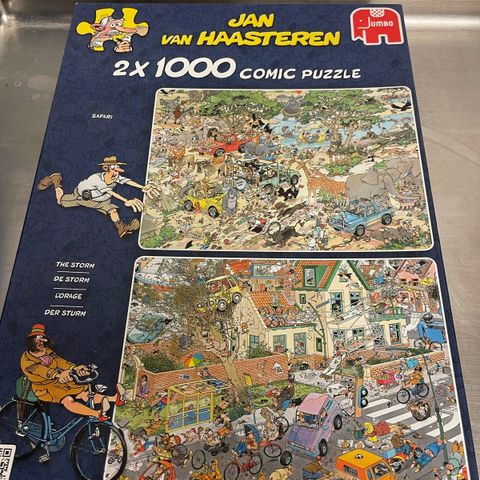 JAN
VAN HAASTEREN
JUMBO
2X 1000 COMIC PUZZLE
SAFARI
THE STORM
DE STORM
L'ORAGE
DER STURM